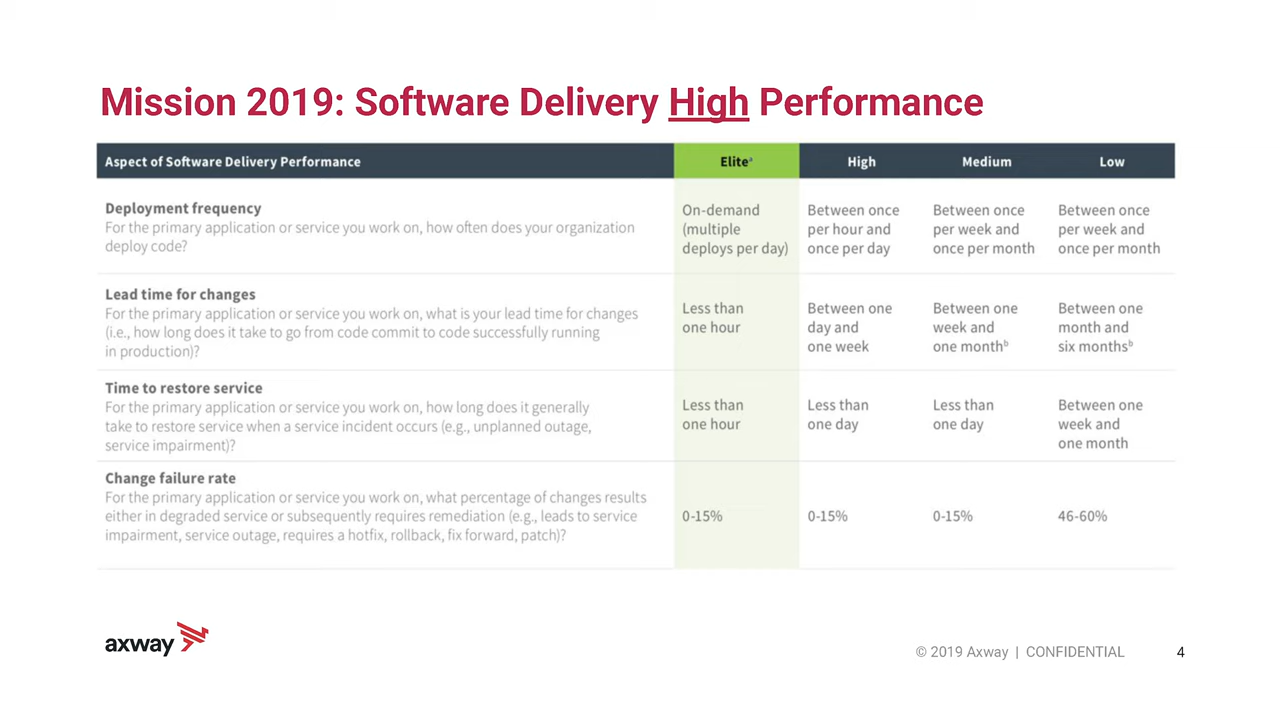 Mission 2019: Software Delivery High Performance
Aspect of Software Delivery Performance
Eliteᵃ
High
Medium
Low
Deployment frequency
For the primary application or service you work on, how often does your organization
deploy code?
On-demand
(multiple
deploys per day)
Between once
per hour and
once per day
Between once
per week and
once per month
Between once
per week and
once per month
Lead time for changes
For the primary application or service you work on, what is your lead time for changes
(i.e., how long does it take to go from code commit to code successfully running
in production)?
Less than
one hour
Between one
day and
one week
Between one
week and
one monthᵇ
Between one
month and
six monthsᵇ
Time to restore service
For the primary application or service you work on, how long does it generally
take to restore service when a service incident occurs (e.g., unplanned outage,
service impairment)?
Less than
one hour
Less than
one day
Less than
one day
Between one
week and
one month
Change failure rate
For the primary application or service you work on, what percentage of changes results
either in degraded service or subsequently requires remediation (e.g., leads to service
impairment, service outage, requires a hotfix, rollback, fix forward, patch)?
0-15%
0-15%
0-15%
46-60%
axway
© 2019 Axway | CONFIDENTIAL
4